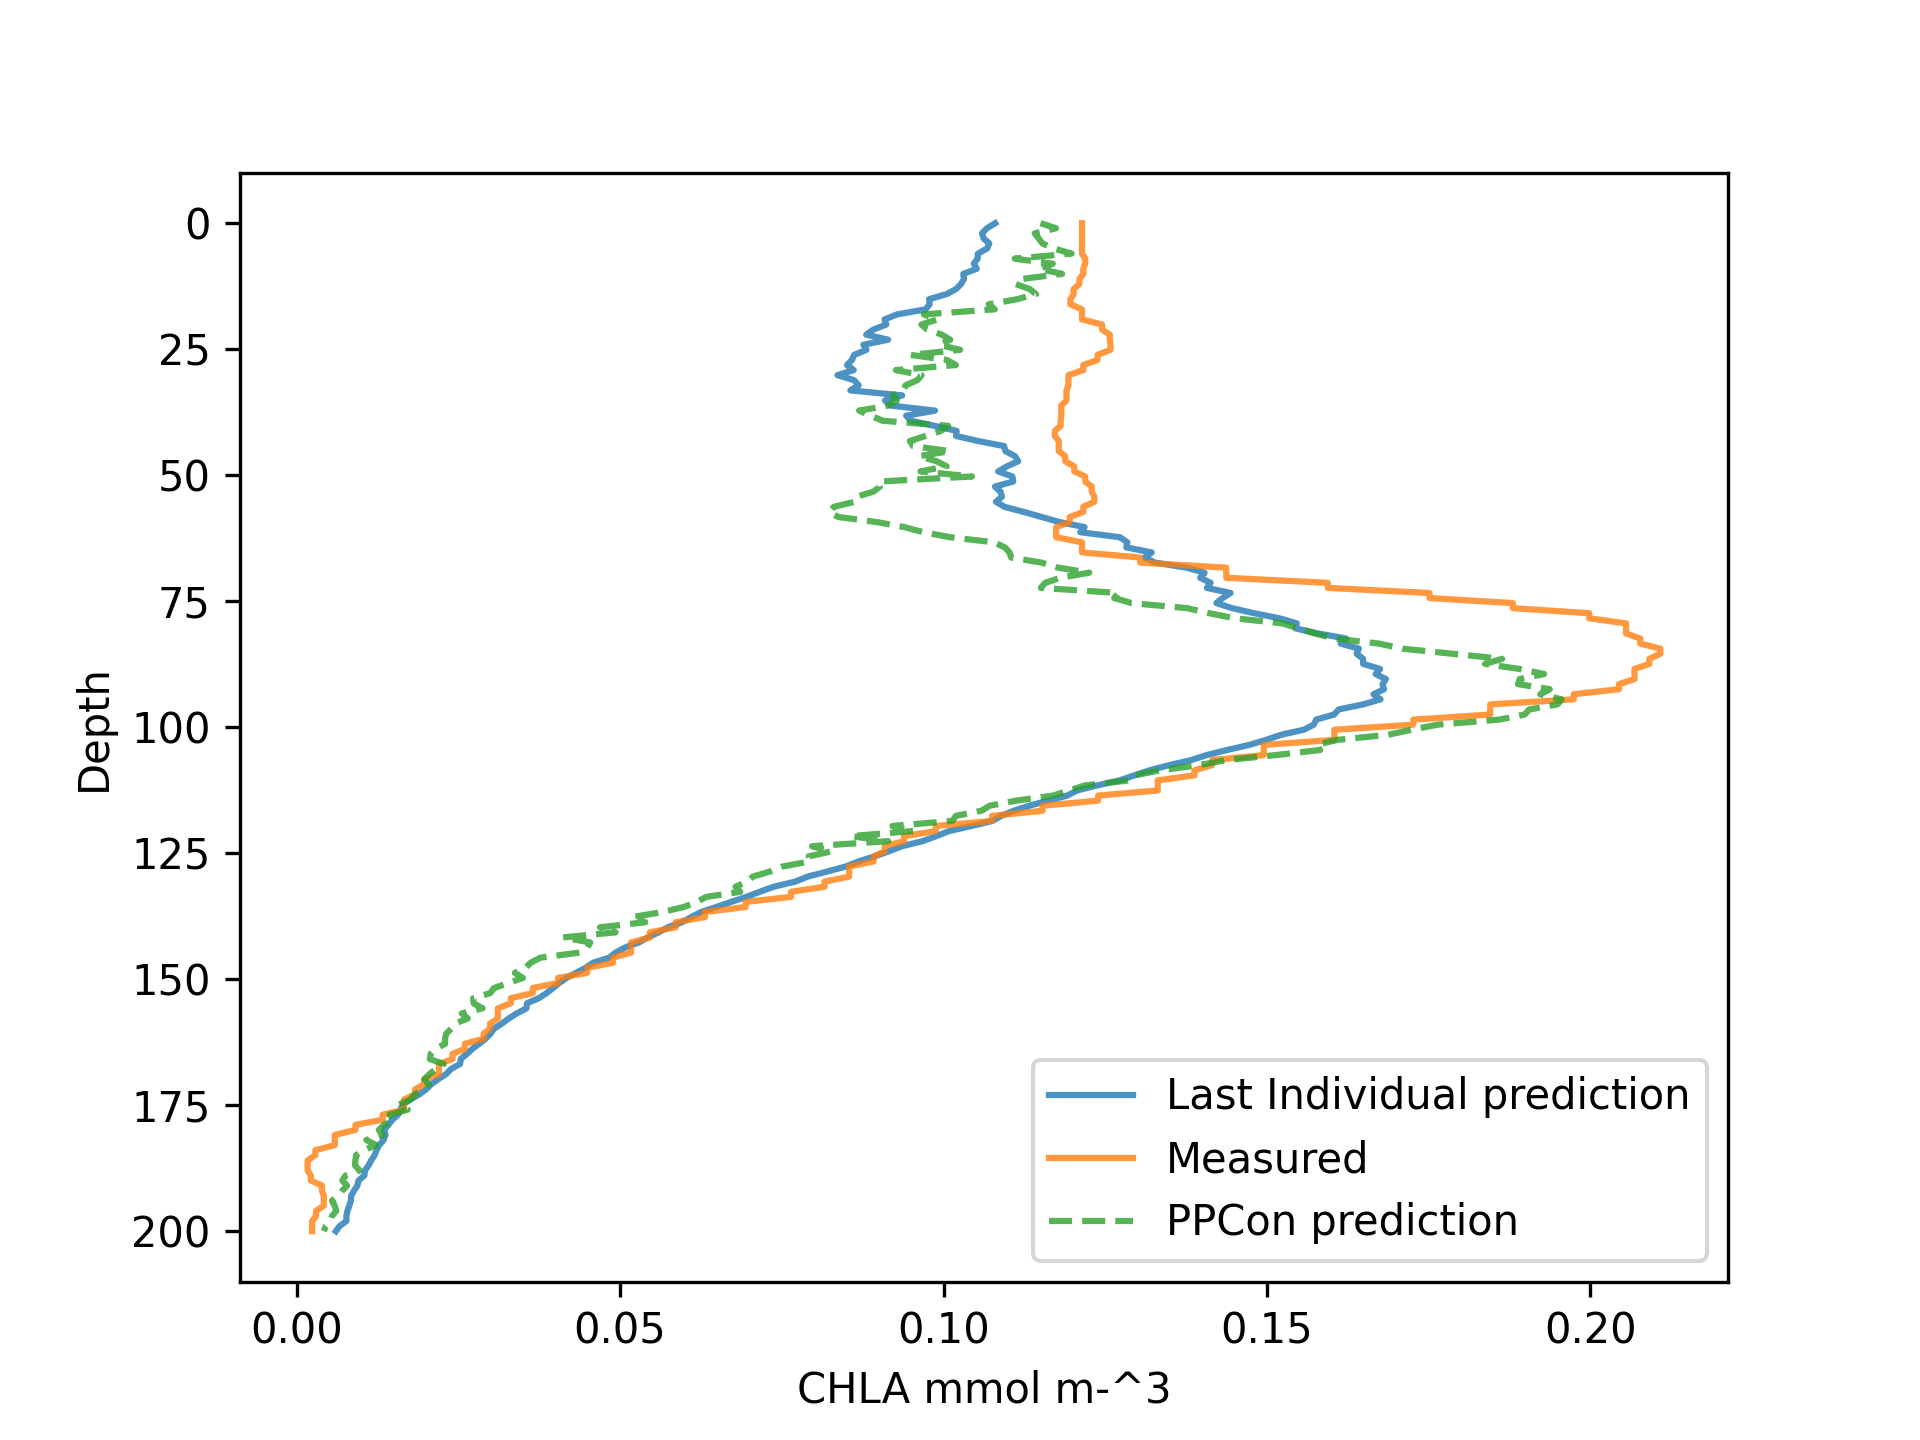 0
25
50
75
100
125
150
175
200
Depth
0.00 0.05 0.10 0.15 0.20
CHLA mmol m-^3
Last Individual prediction
Measured
PPCon prediction